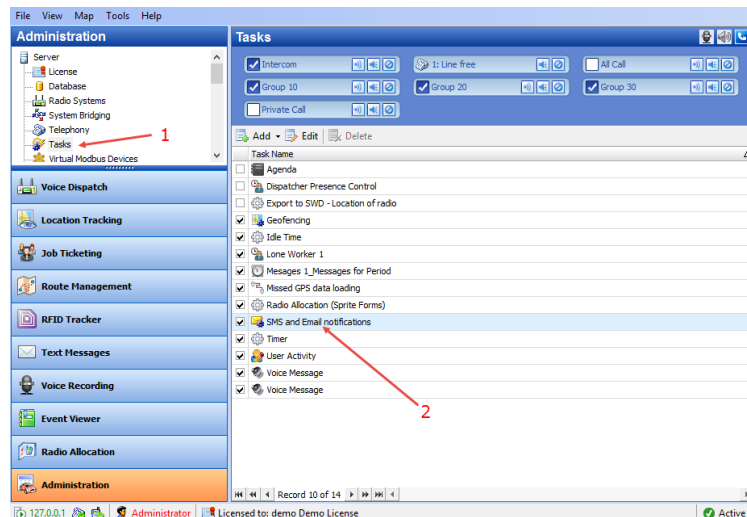 File View Map Tools Help
Administration
Server
License
Database
Radio Systems
System Bridging
Telephony
Tasks
Virtual Modbus Devices
1
Voice Dispatch
Location Tracking
Job Ticketing
Route Management
RFID Tracker
Text Messages
Voice Recording
Event Viewer
Radio Allocation
Administration
Tasks
Intercom
1: Line free
All Call
Group 10
Group 20
Group 30
Private Call
Add Edit Delete
Task Name
Agenda
Dispatcher Presence Control
Export to SWD - Location of radio
Geofencing
Idle Time
Lone Worker 1
Mesages 1_Messages for Period
Missed GPS data loading
Radio Allocation (Sprite Forms)
SMS and Email notifications
Timer
User Activity
Voice Message
Voice Message
2
Record 10 of 14
127.0.0.1 Administrator Licensed to: demo Demo License Active